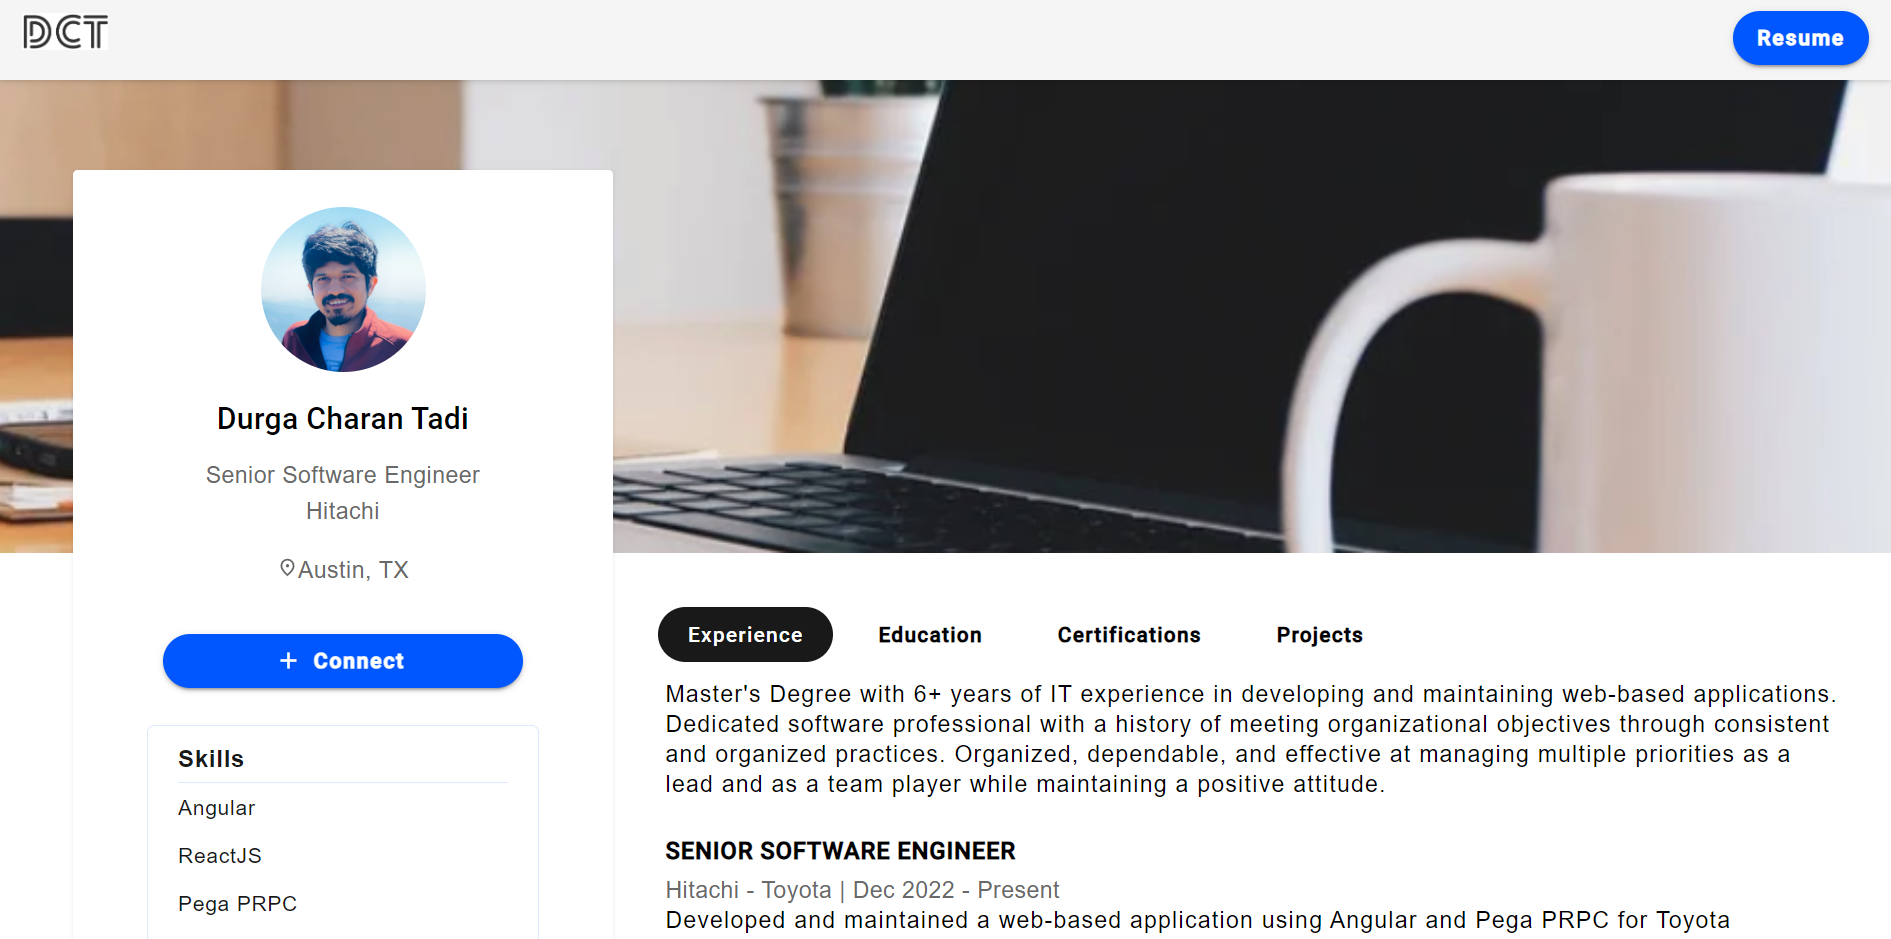 DCT
Resume
Durga Charan Tadi
Senior Software Engineer
Hitachi
Austin, TX
+ Connect
Skills
Angular
ReactJS
Pega PRPC
Experience Education Certifications Projects
Master's Degree with 6+ years of IT experience in developing and maintaining web-based applications.
Dedicated software professional with a history of meeting organizational objectives through consistent
and organized practices. Organized, dependable, and effective at managing multiple priorities as a
lead and as a team player while maintaining a positive attitude.
SENIOR SOFTWARE ENGINEER
Hitachi - Toyota | Dec 2022 - Present
Developed and maintained a web-based application using Angular and Pega PRPC for Toyota